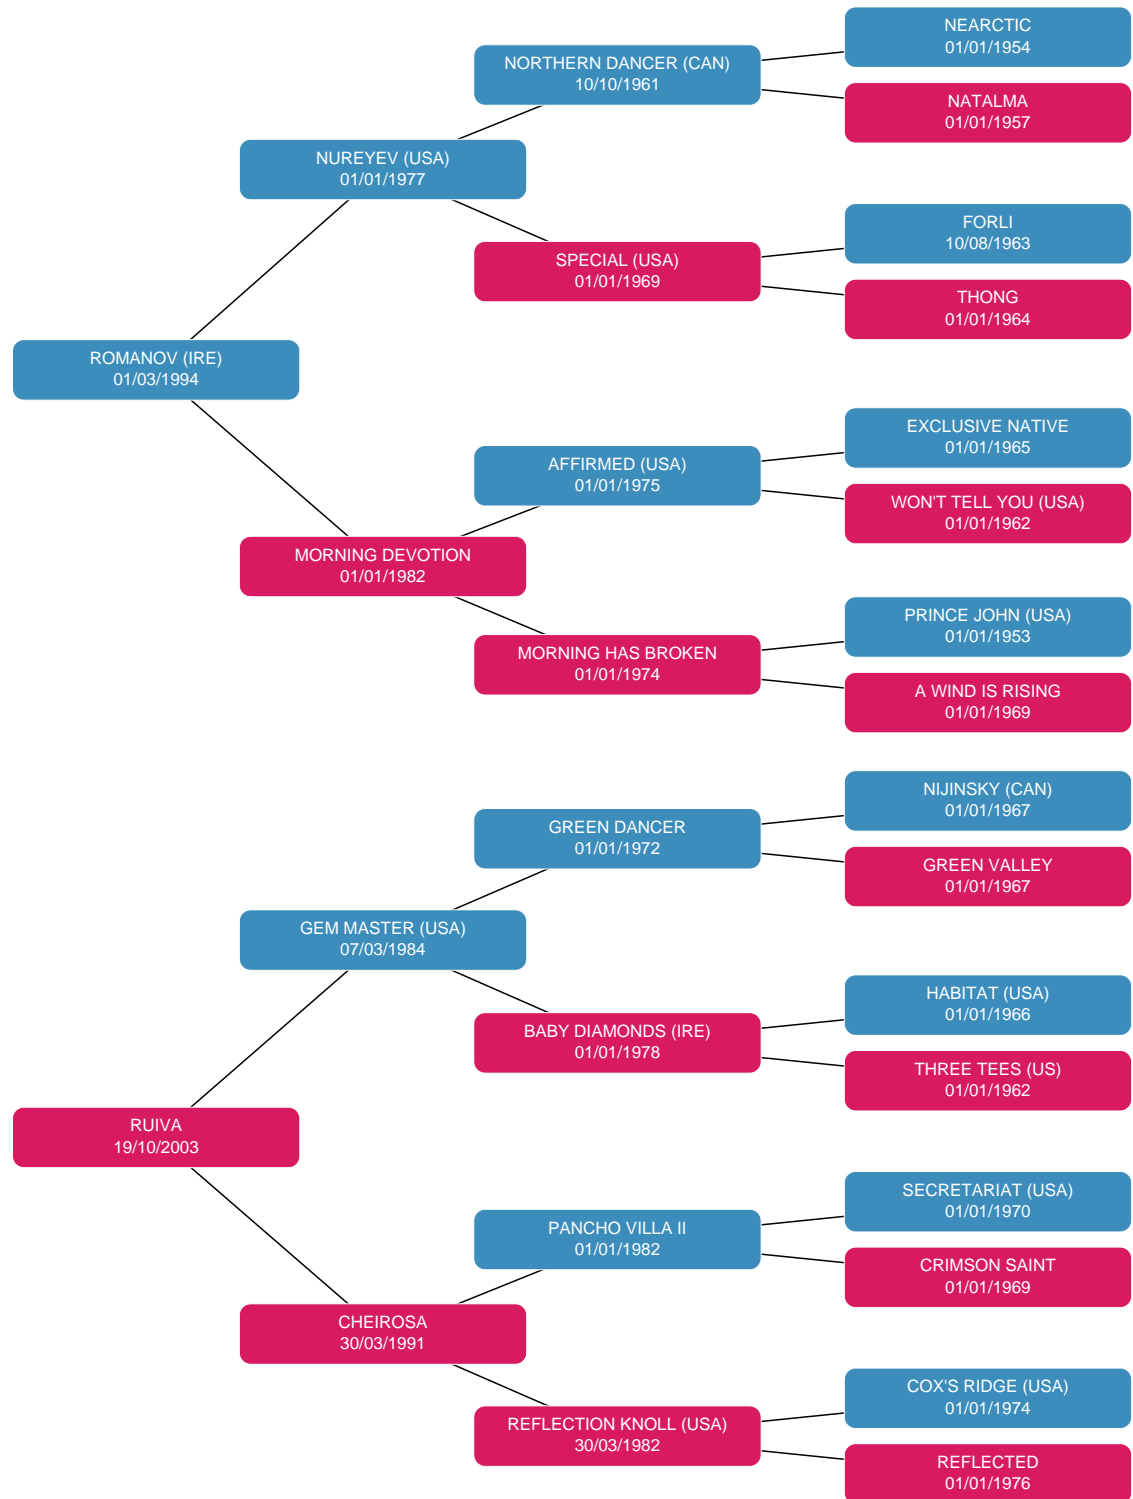 NEARCTIC
01/01/1954
NORTHERN DANCER (CAN)
10/10/1961
NATALMA
01/01/1957
NUREYEV (USA)
01/01/1977
FORLI
10/08/1963
SPECIAL (USA)
01/01/1969
THONG
01/01/1964
ROMANOV (IRE)
01/03/1994
EXCLUSIVE NATIVE
01/01/1965
AFFIRMED (USA)
01/01/1975
WON'T TELL YOU (USA)
01/01/1962
MORNING DEVOTION
01/01/1982
PRINCE JOHN (USA)
01/01/1953
MORNING HAS BROKEN
01/01/1974
A WIND IS RISING
01/01/1969
NIJINSKY (CAN)
01/01/1967
GREEN DANCER
01/01/1972
GREEN VALLEY
01/01/1967
GEM MASTER (USA)
07/03/1984
HABITAT (USA)
01/01/1966
BABY DIAMONDS (IRE)
01/01/1978
THREE TEES (US)
01/01/1962
RUIVA
19/10/2003
SECRETARIAT (USA)
01/01/1970
PANCHO VILLA II
01/01/1982
CRIMSON SAINT
01/01/1969
CHEIROSA
30/03/1991
COX'S RIDGE (USA)
01/01/1974
REFLECTION KNOLL (USA)
30/03/1982
REFLECTED
01/01/1976